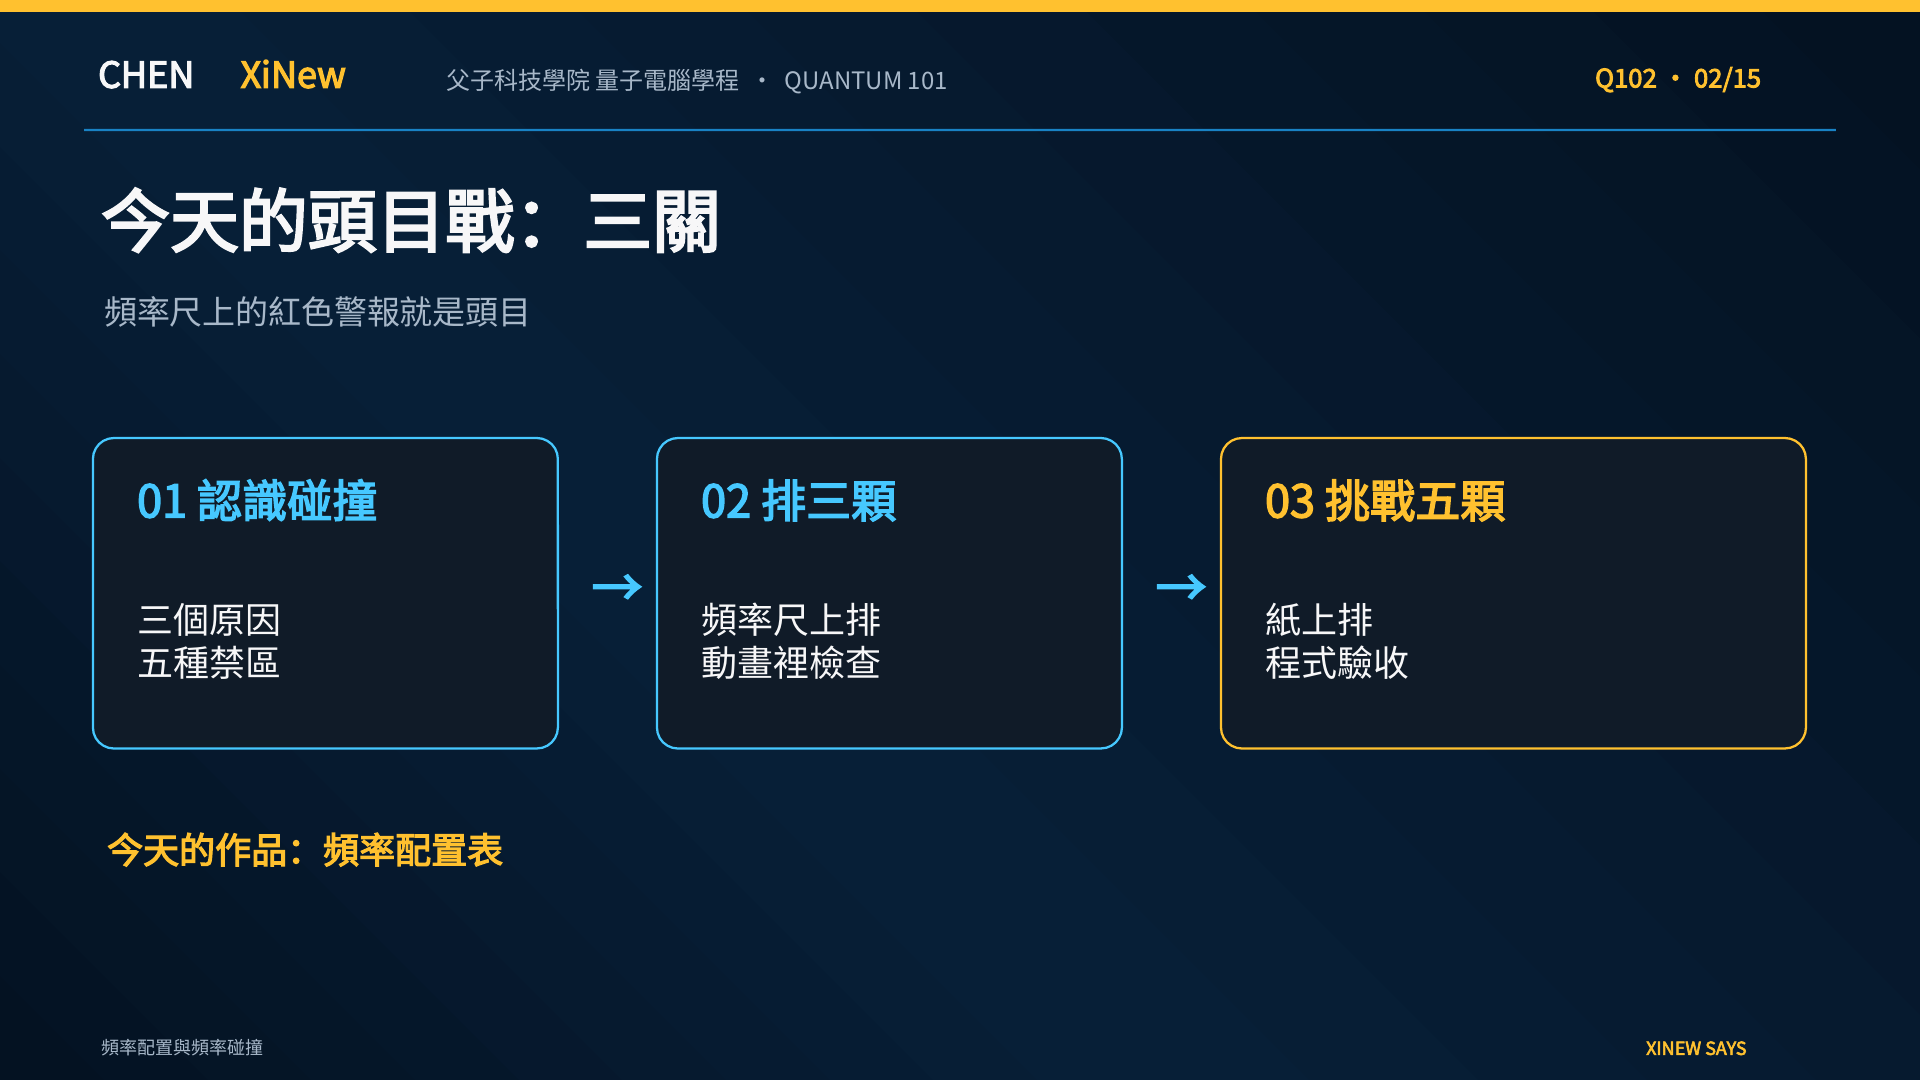 CHEN XiNew 父子科技學院 量子電腦學程 · QUANTUM 101 Q102 · 02/15
今天的頭目戰：三關
頻率尺上的紅色警報就是頭目
01 認識碰撞
三個原因
五種禁區
→
02 排三顆
頻率尺上排
動畫裡檢查
→
03 挑戰五顆
紙上排
程式驗收
今天的作品：頻率配置表
頻率配置與頻率碰撞 XINEW SAYS